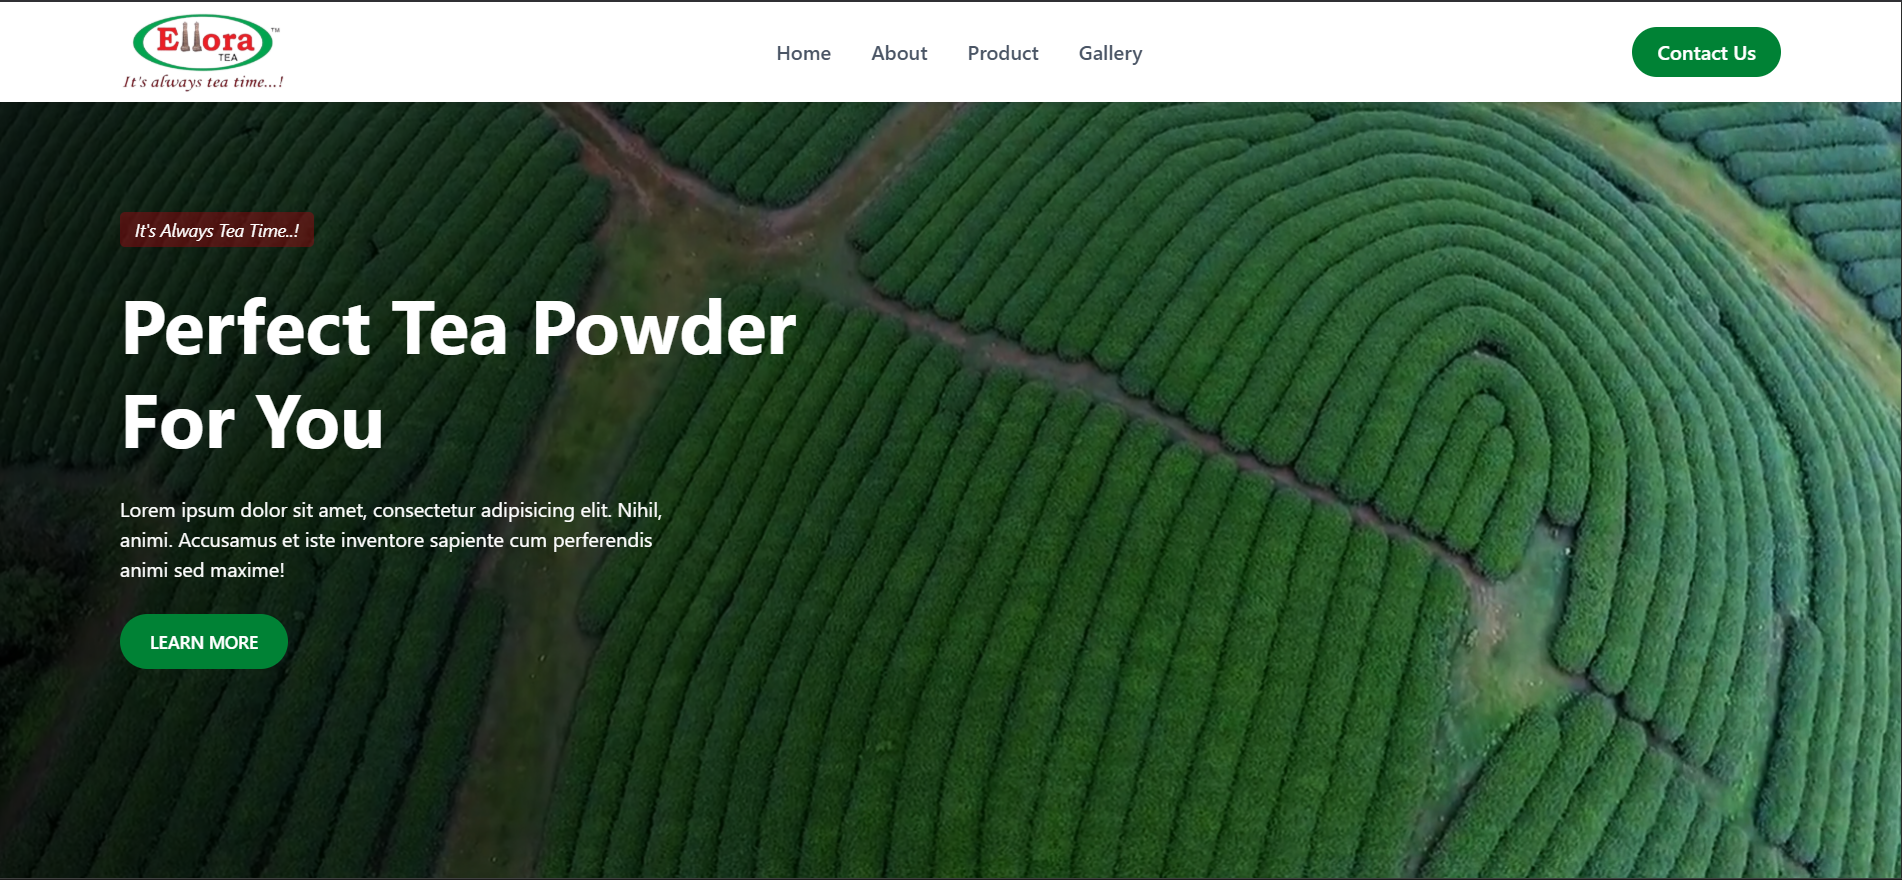 Ellora
TM
TEA
It's always tea time...!
Home
About
Product
Gallery
Contact Us
It's Always Tea Time..!
Perfect Tea Powder
For You
Lorem ipsum dolor sit amet, consectetur adipisicing elit. Nihil,
animi. Accusamus et iste inventore sapiente cum perferendis
animi sed maxime!
LEARN MORE